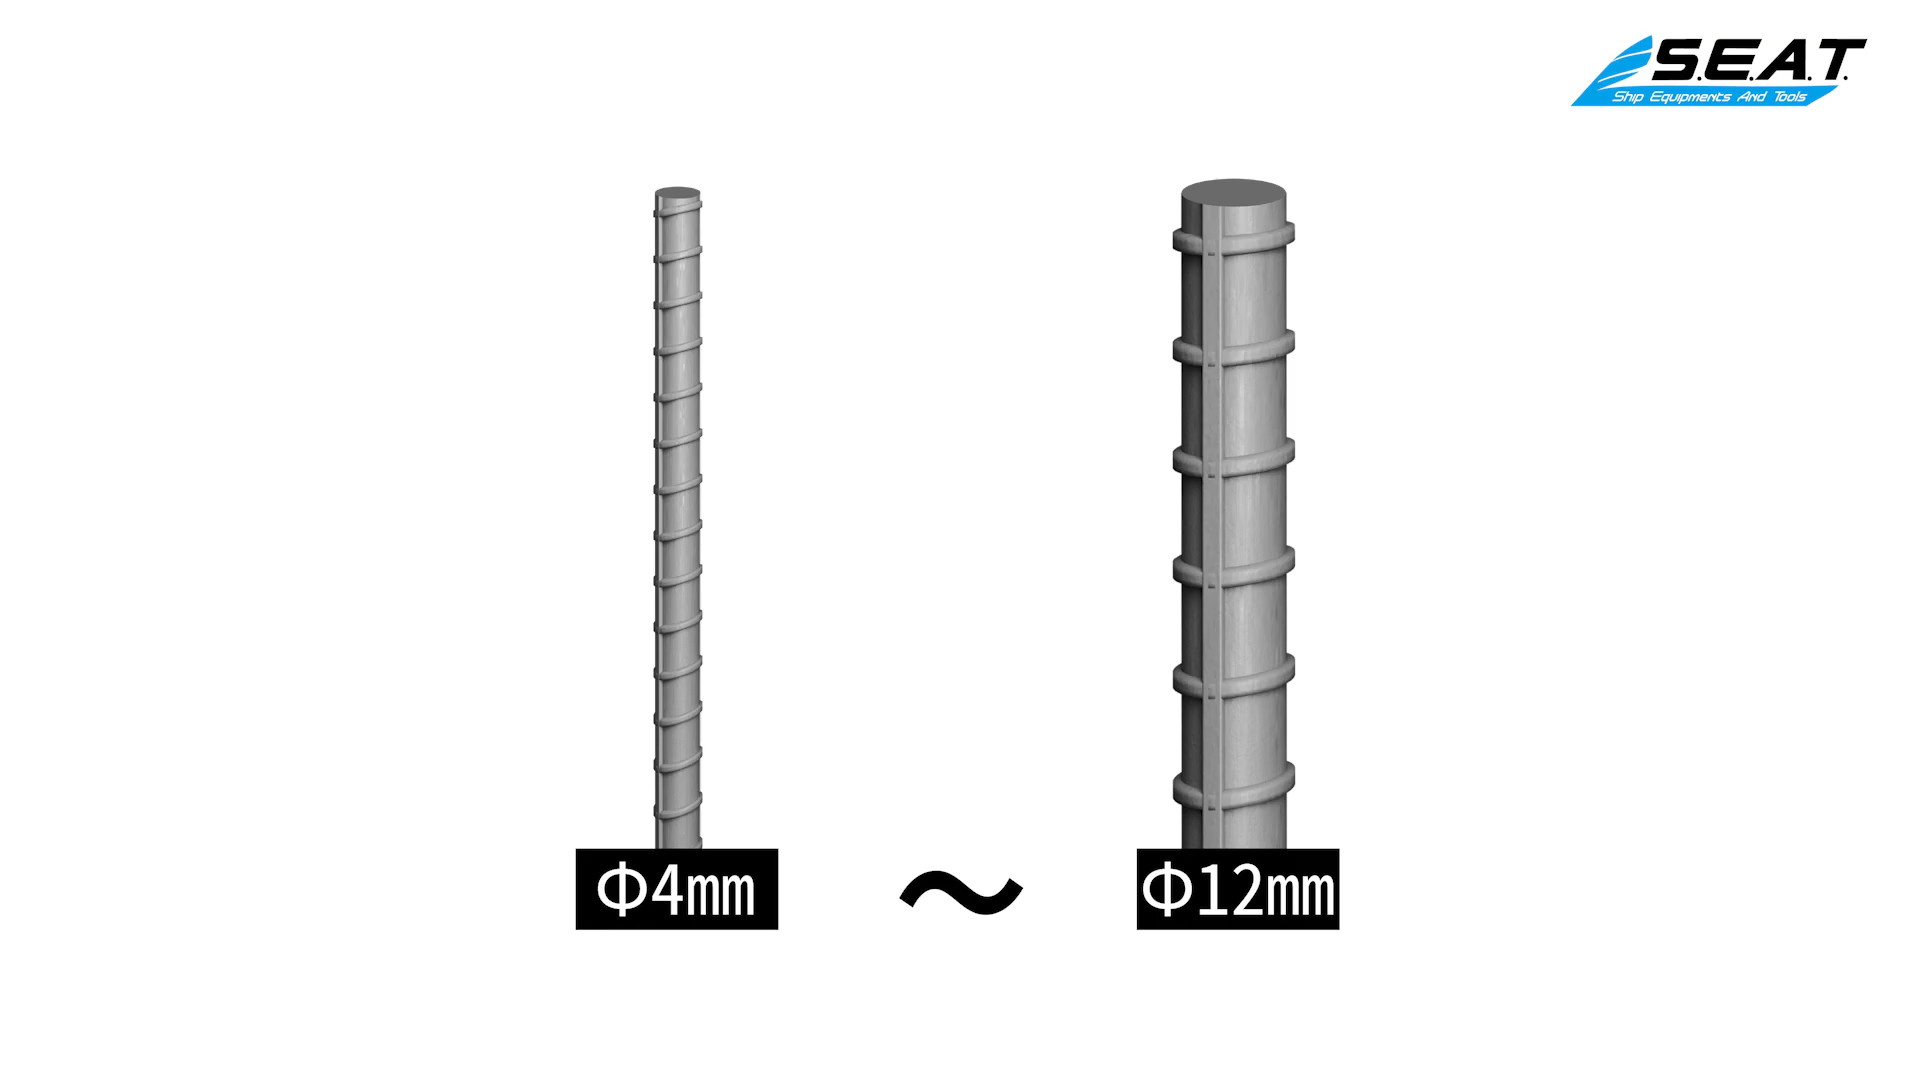 S.E.A.T.
Ship Equipments And Tools
Φ4mm ~ Φ12mm